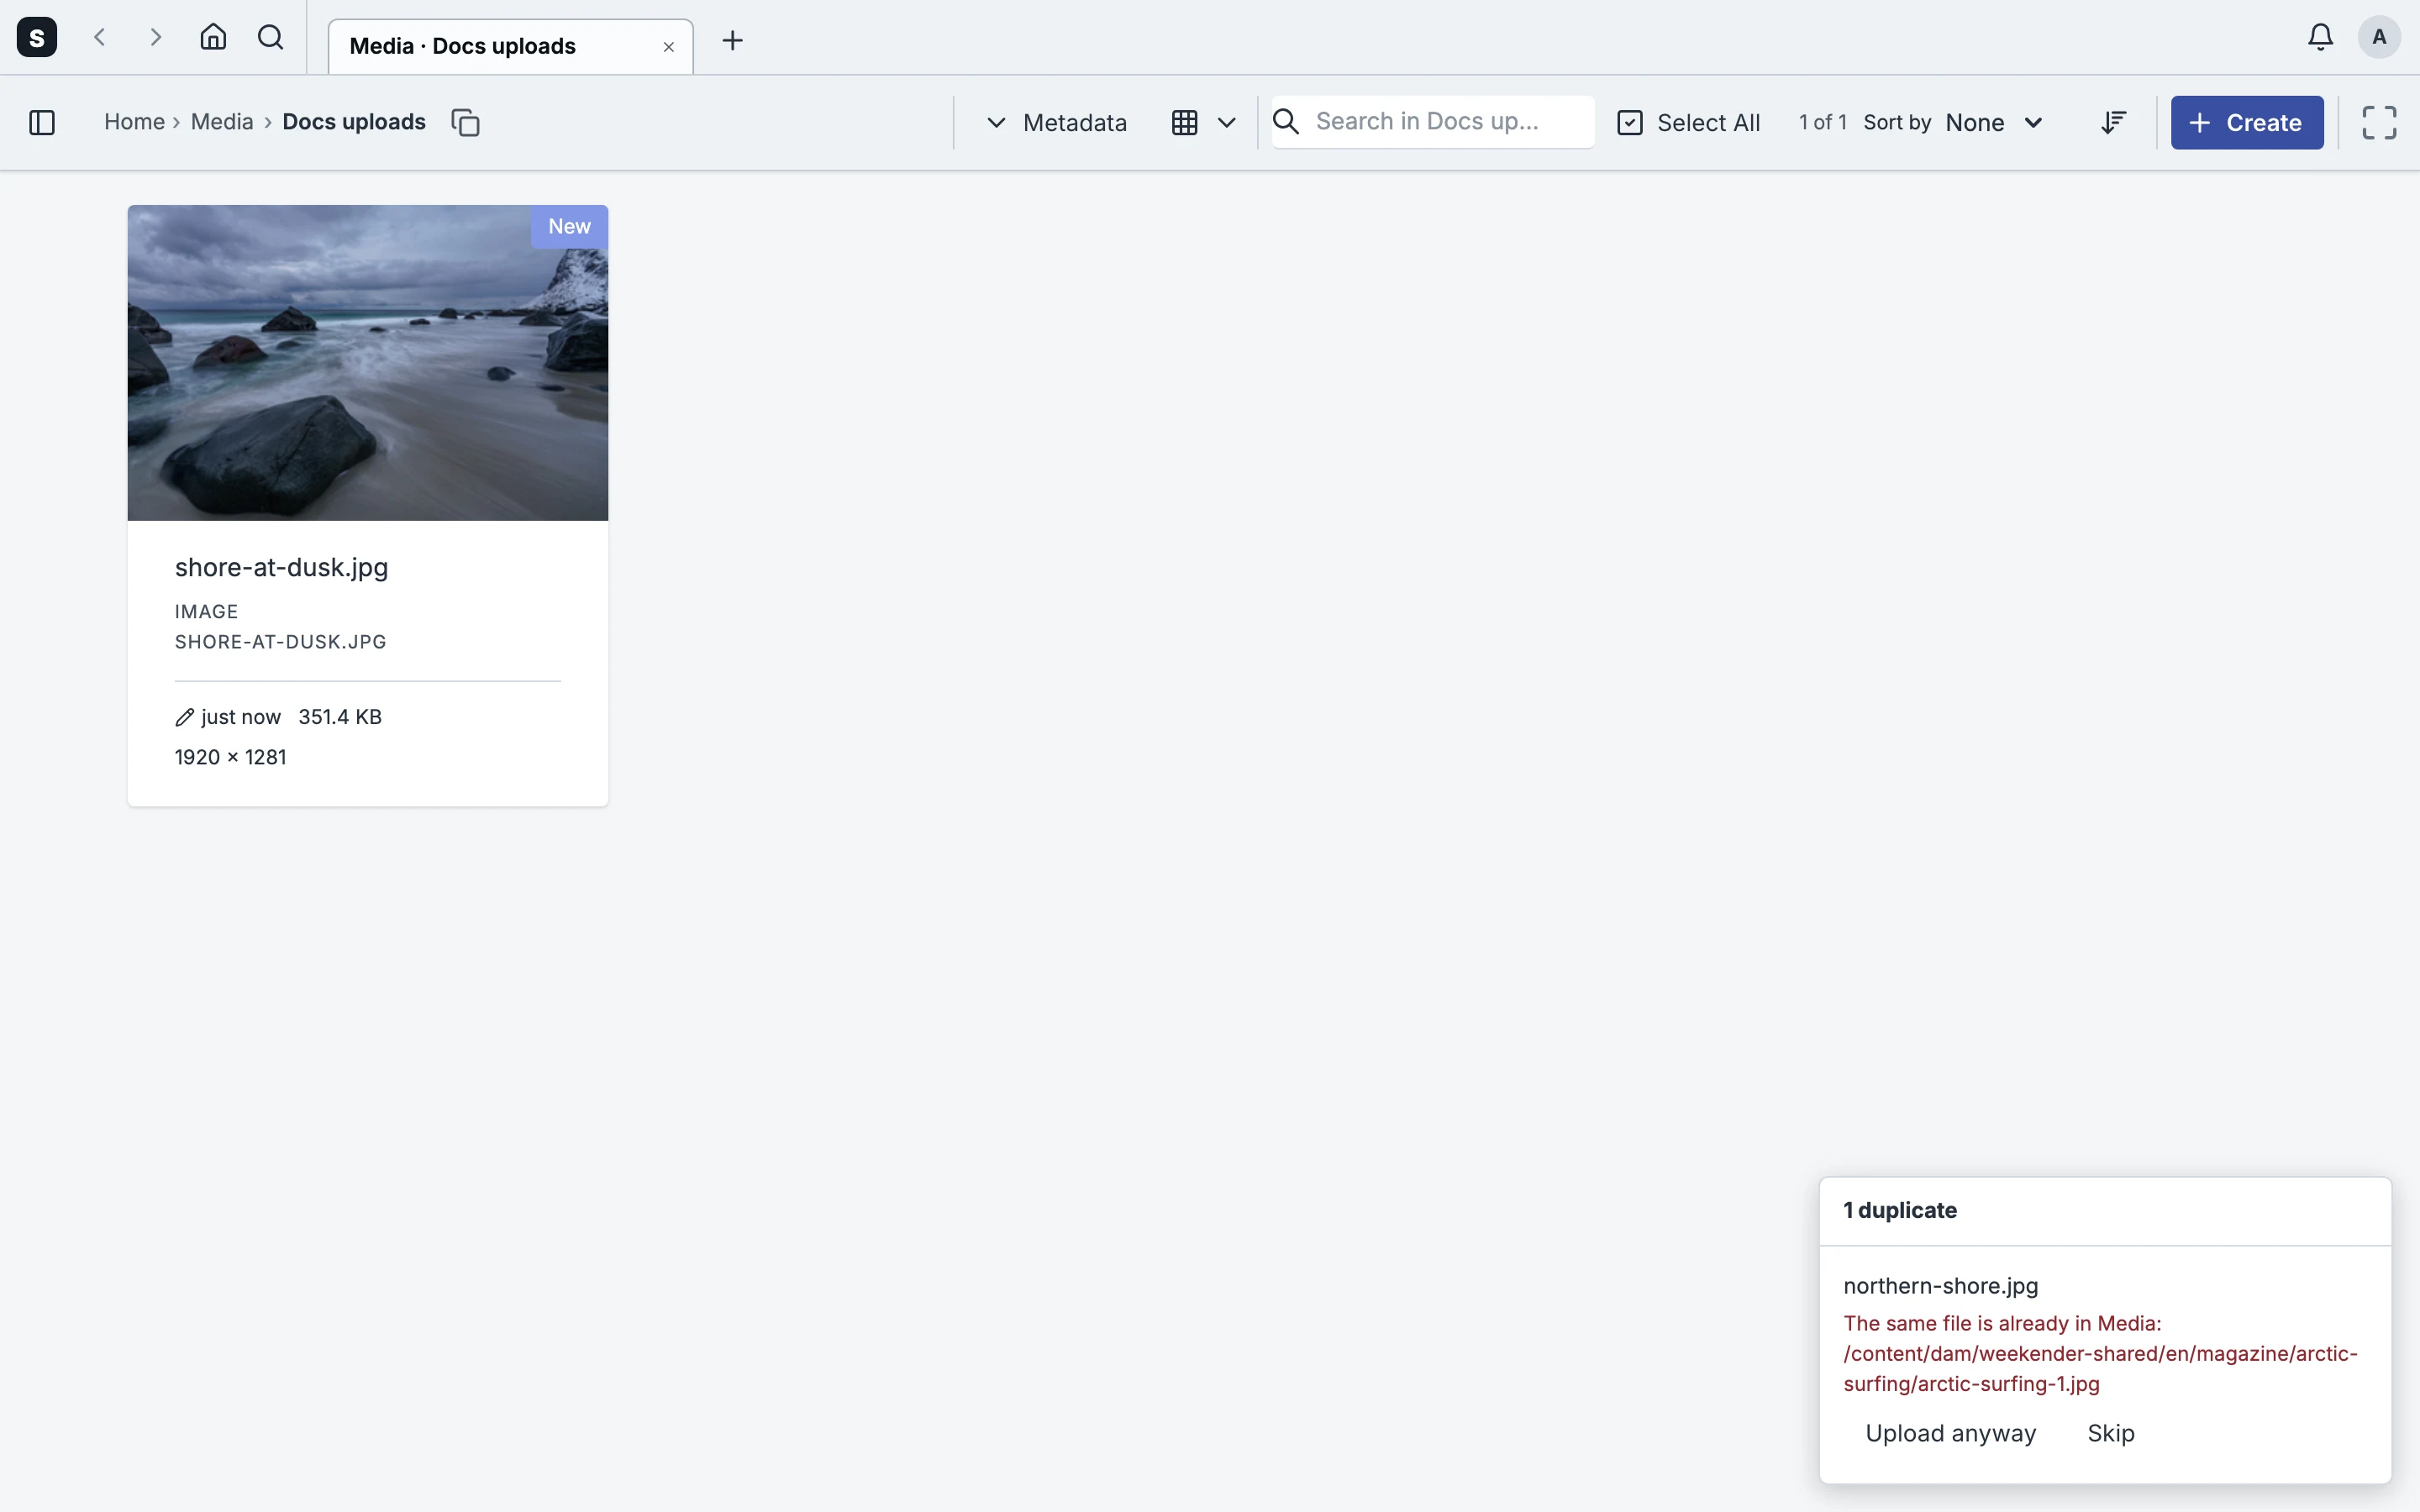 S
Media · Docs uploads
A
Home › Media › Docs uploads
Metadata
Search in Docs up...
Select All
1 of 1
Sort by None
Create
New
shore-at-dusk.jpg
IMAGE
SHORE-AT-DUSK.JPG
just now 351.4 KB
1920 × 1281
1 duplicate
northern-shore.jpg
The same file is already in Media:
/content/dam/weekender-shared/en/magazine/arctic-
surfing/arctic-surfing-1.jpg
Upload anyway Skip